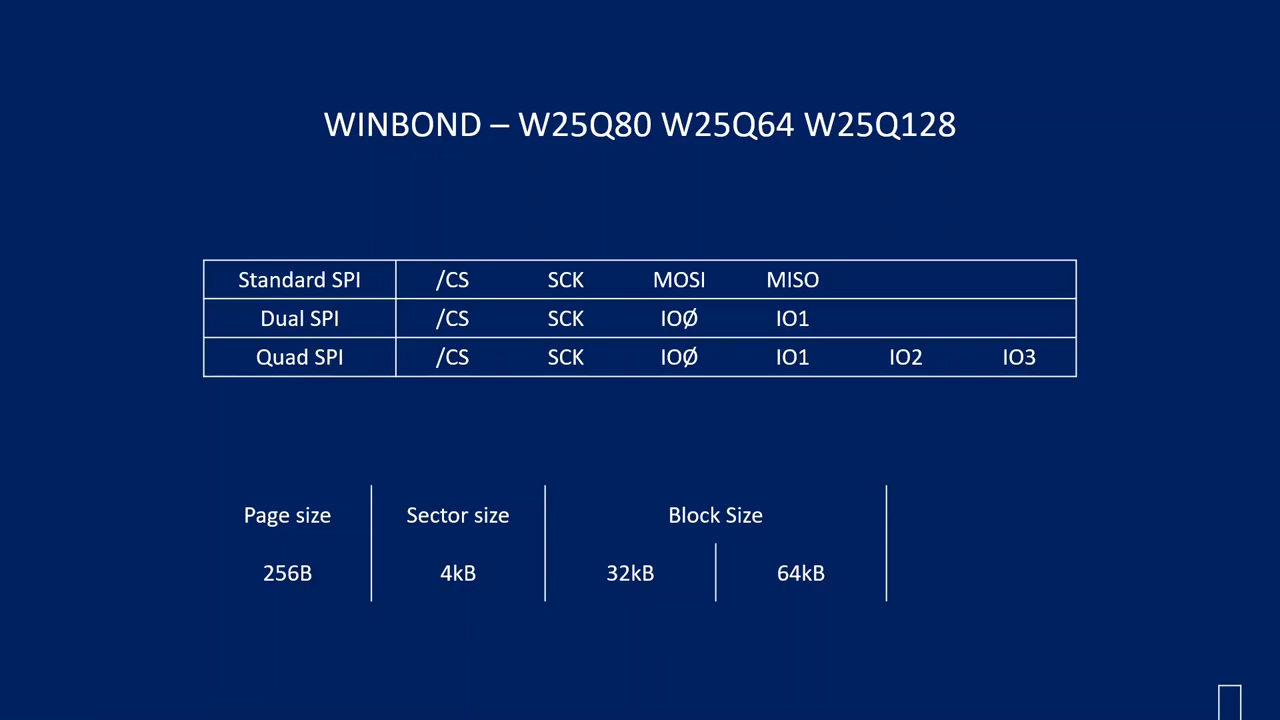 WINBOND – W25Q80 W25Q64 W25Q128
Standard SPI /CS SCK MOSI MISO
Dual SPI /CS SCK IOØ IO1
Quad SPI /CS SCK IOØ IO1 IO2 IO3
Page size Sector size Block Size
256B 4kB 32kB 64kB